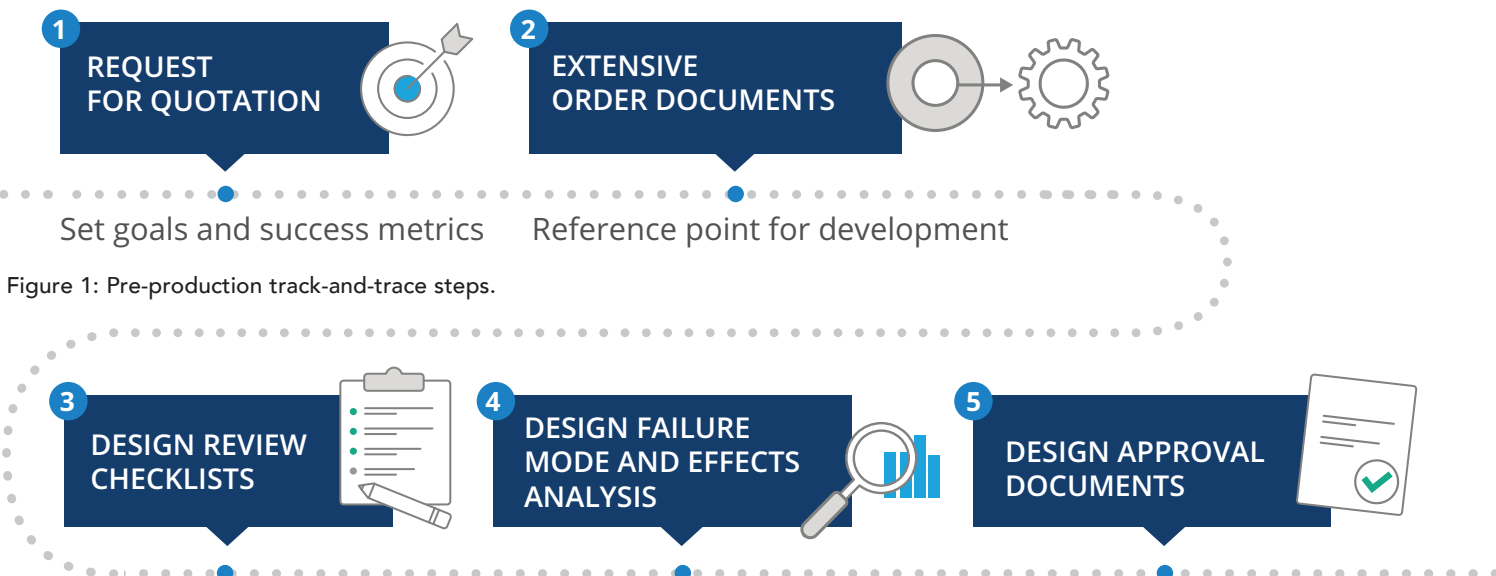 1
REQUEST
FOR QUOTATION
2
EXTENSIVE
ORDER DOCUMENTS
Set goals and success metrics
Reference point for development
Figure 1: Pre-production track-and-trace steps.
3
DESIGN REVIEW
CHECKLISTS
4
DESIGN FAILURE
MODE AND EFFECTS
ANALYSIS
5
DESIGN APPROVAL
DOCUMENTS